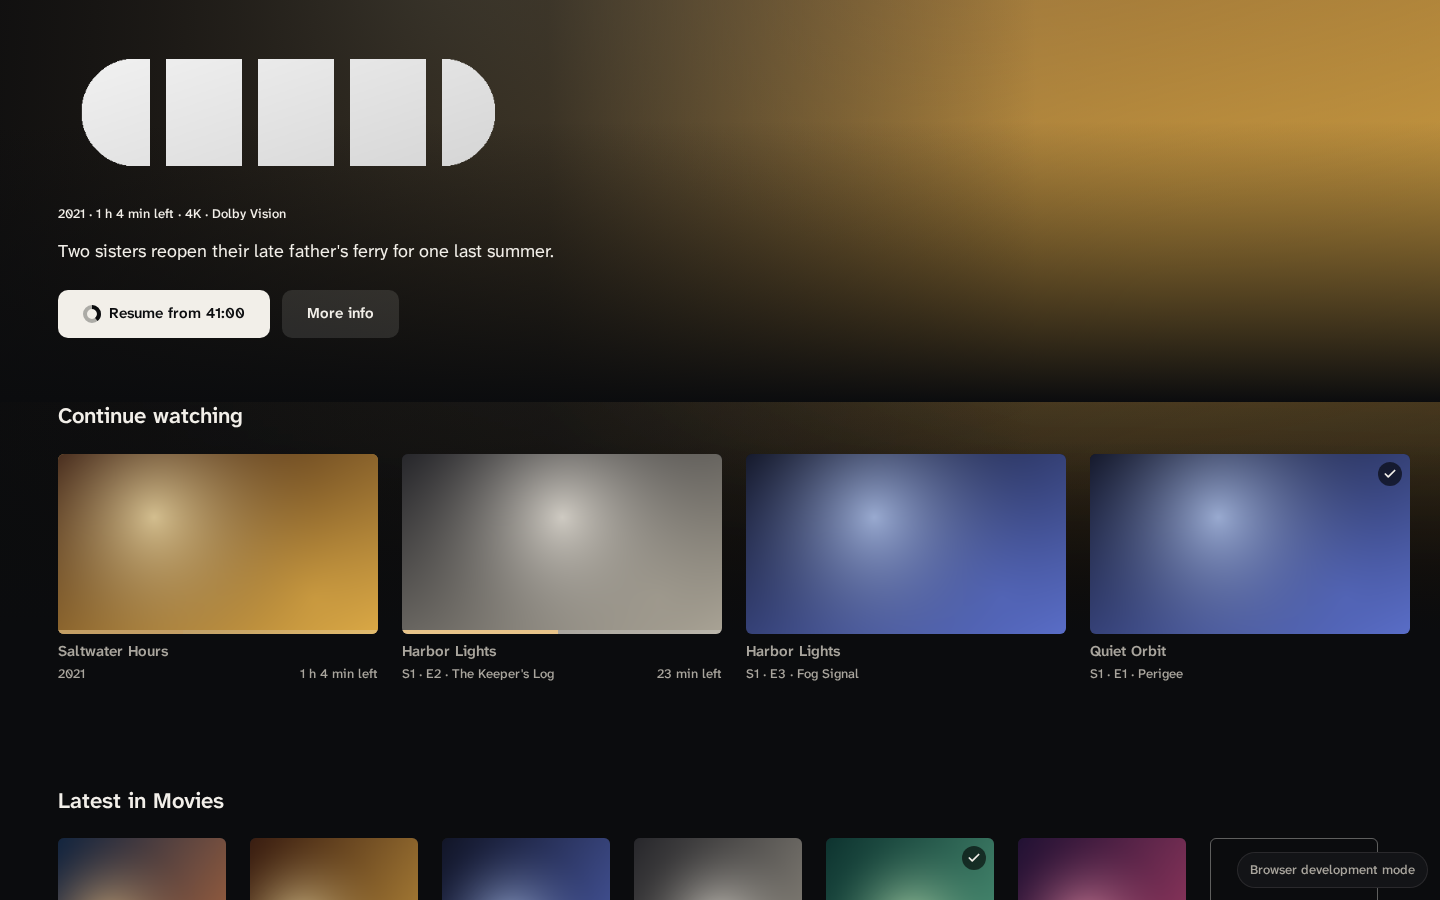 2021 · 1 h 4 min left · 4K · Dolby Vision
Two sisters reopen their late father's ferry for one last summer.
Resume from 41:00
More info
Continue watching
Saltwater Hours
2021
1 h 4 min left
Harbor Lights
S1 · E2 · The Keeper's Log
23 min left
Harbor Lights
S1 · E3 · Fog Signal
Quiet Orbit
S1 · E1 · Perigee
Latest in Movies
Browser development mode